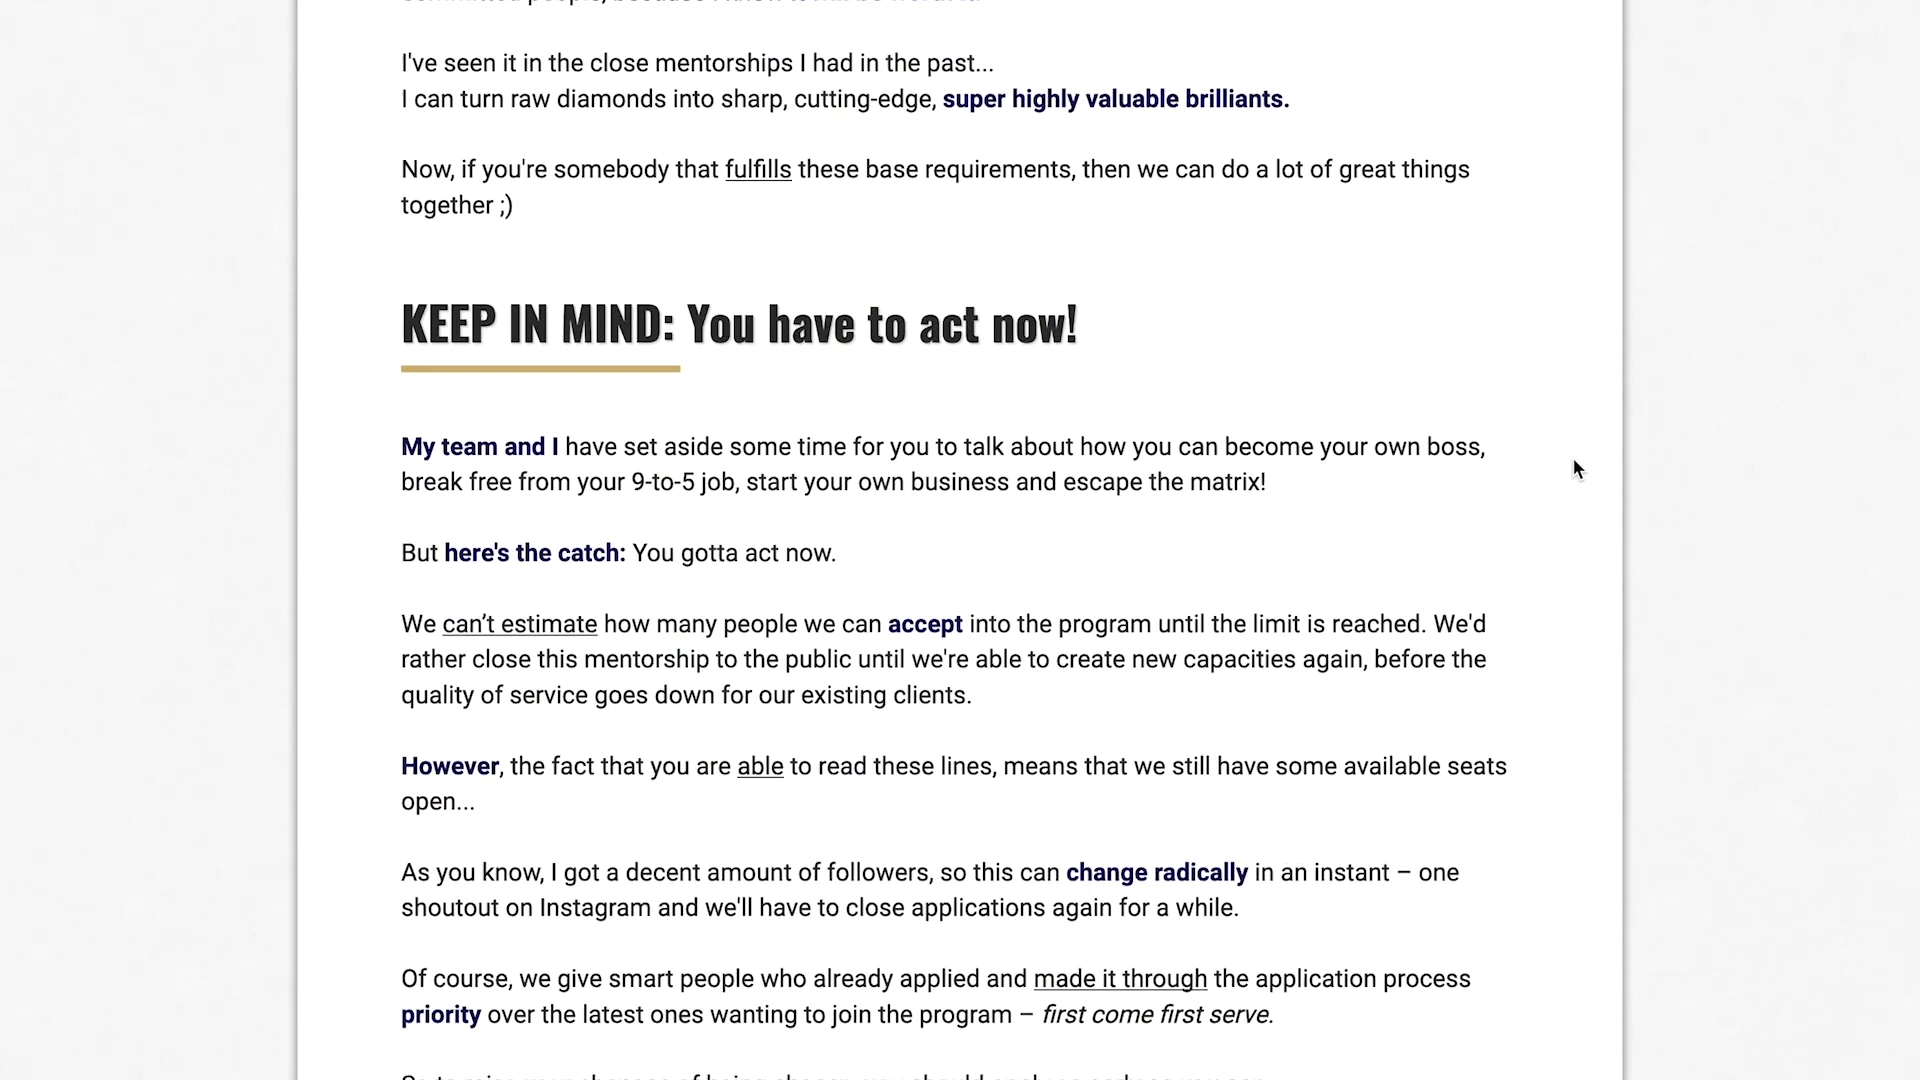 I've seen it in the close mentorships I had in the past...
I can turn raw diamonds into sharp, cutting-edge, super highly valuable brilliants.
Now, if you're somebody that fulfills these base requirements, then we can do a lot of great things
together ;)
KEEP IN MIND: You have to act now!
My team and I have set aside some time for you to talk about how you can become your own boss,
break free from your 9-to-5 job, start your own business and escape the matrix!
But here's the catch: You gotta act now.
We can’t estimate how many people we can accept into the program until the limit is reached. We'd
rather close this mentorship to the public until we're able to create new capacities again, before the
quality of service goes down for our existing clients.
However, the fact that you are able to read these lines, means that we still have some available seats
open...
As you know, I got a decent amount of followers, so this can change radically in an instant – one
shoutout on Instagram and we'll have to close applications again for a while.
Of course, we give smart people who already applied and made it through the application process
priority over the latest ones wanting to join the program – first come first serve.